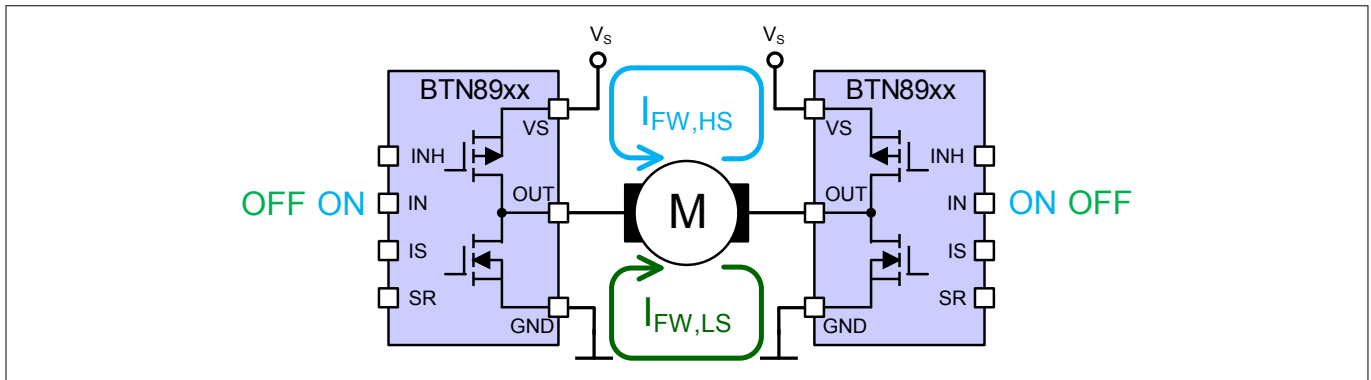 VS VS
BTN89xx BTN89xx
IFW,HS
VS VS
INH INH
OUT OUT
OFF ON IN IN ON OFF
M
IS IS
SR SR
IFW,LS
GND GND